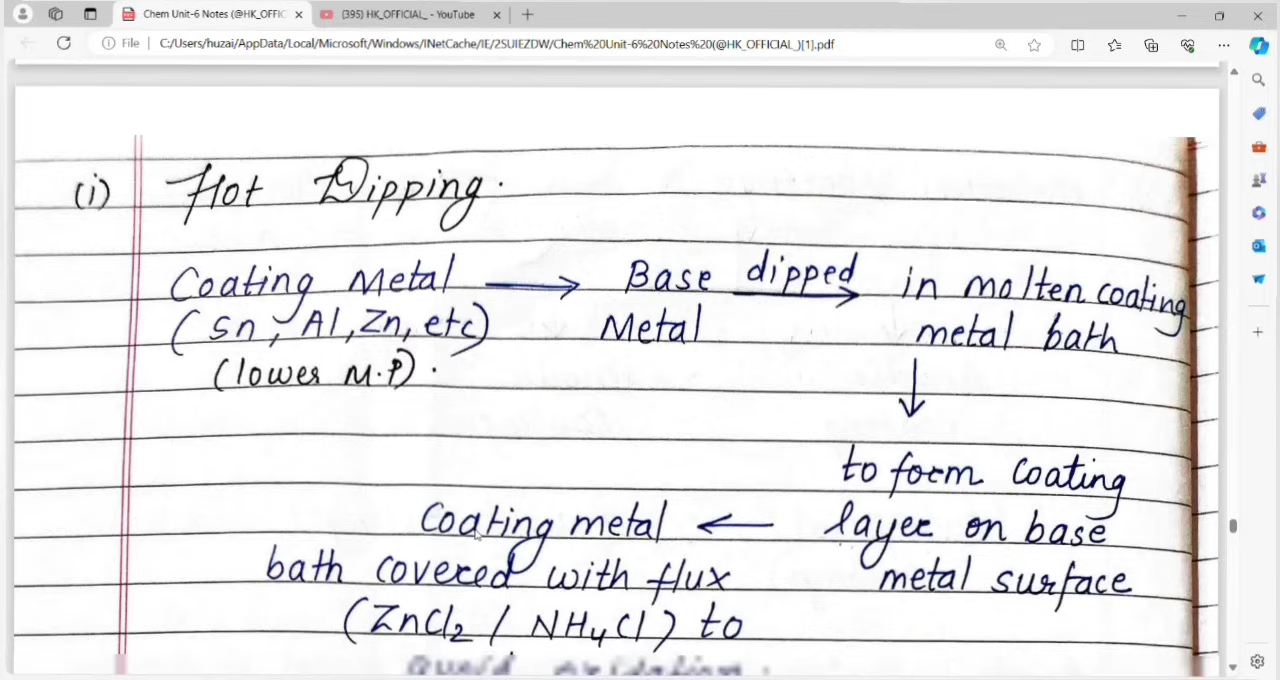 Chem Unit-6 Notes (@HK_OFFIC
(395) HK_OFFICIAL_ - YouTube
File
C:/Users/huzai/AppData/Local/Microsoft/Windows/INetCache/IE/2SUIEZDW/Chem%20Unit-6%20Notes%20(@HK_OFFICIAL_)[1].pdf
(i) Hot Dipping.
Coating Metal → Base dipped → in molten coating
(Sn, Al, Zn, etc) Metal metal bath
(lower M.P).
↓
to form coating
Coating metal ← layer on base
bath covered with flux metal surface
(ZnCl₂ / NH₄Cl) to